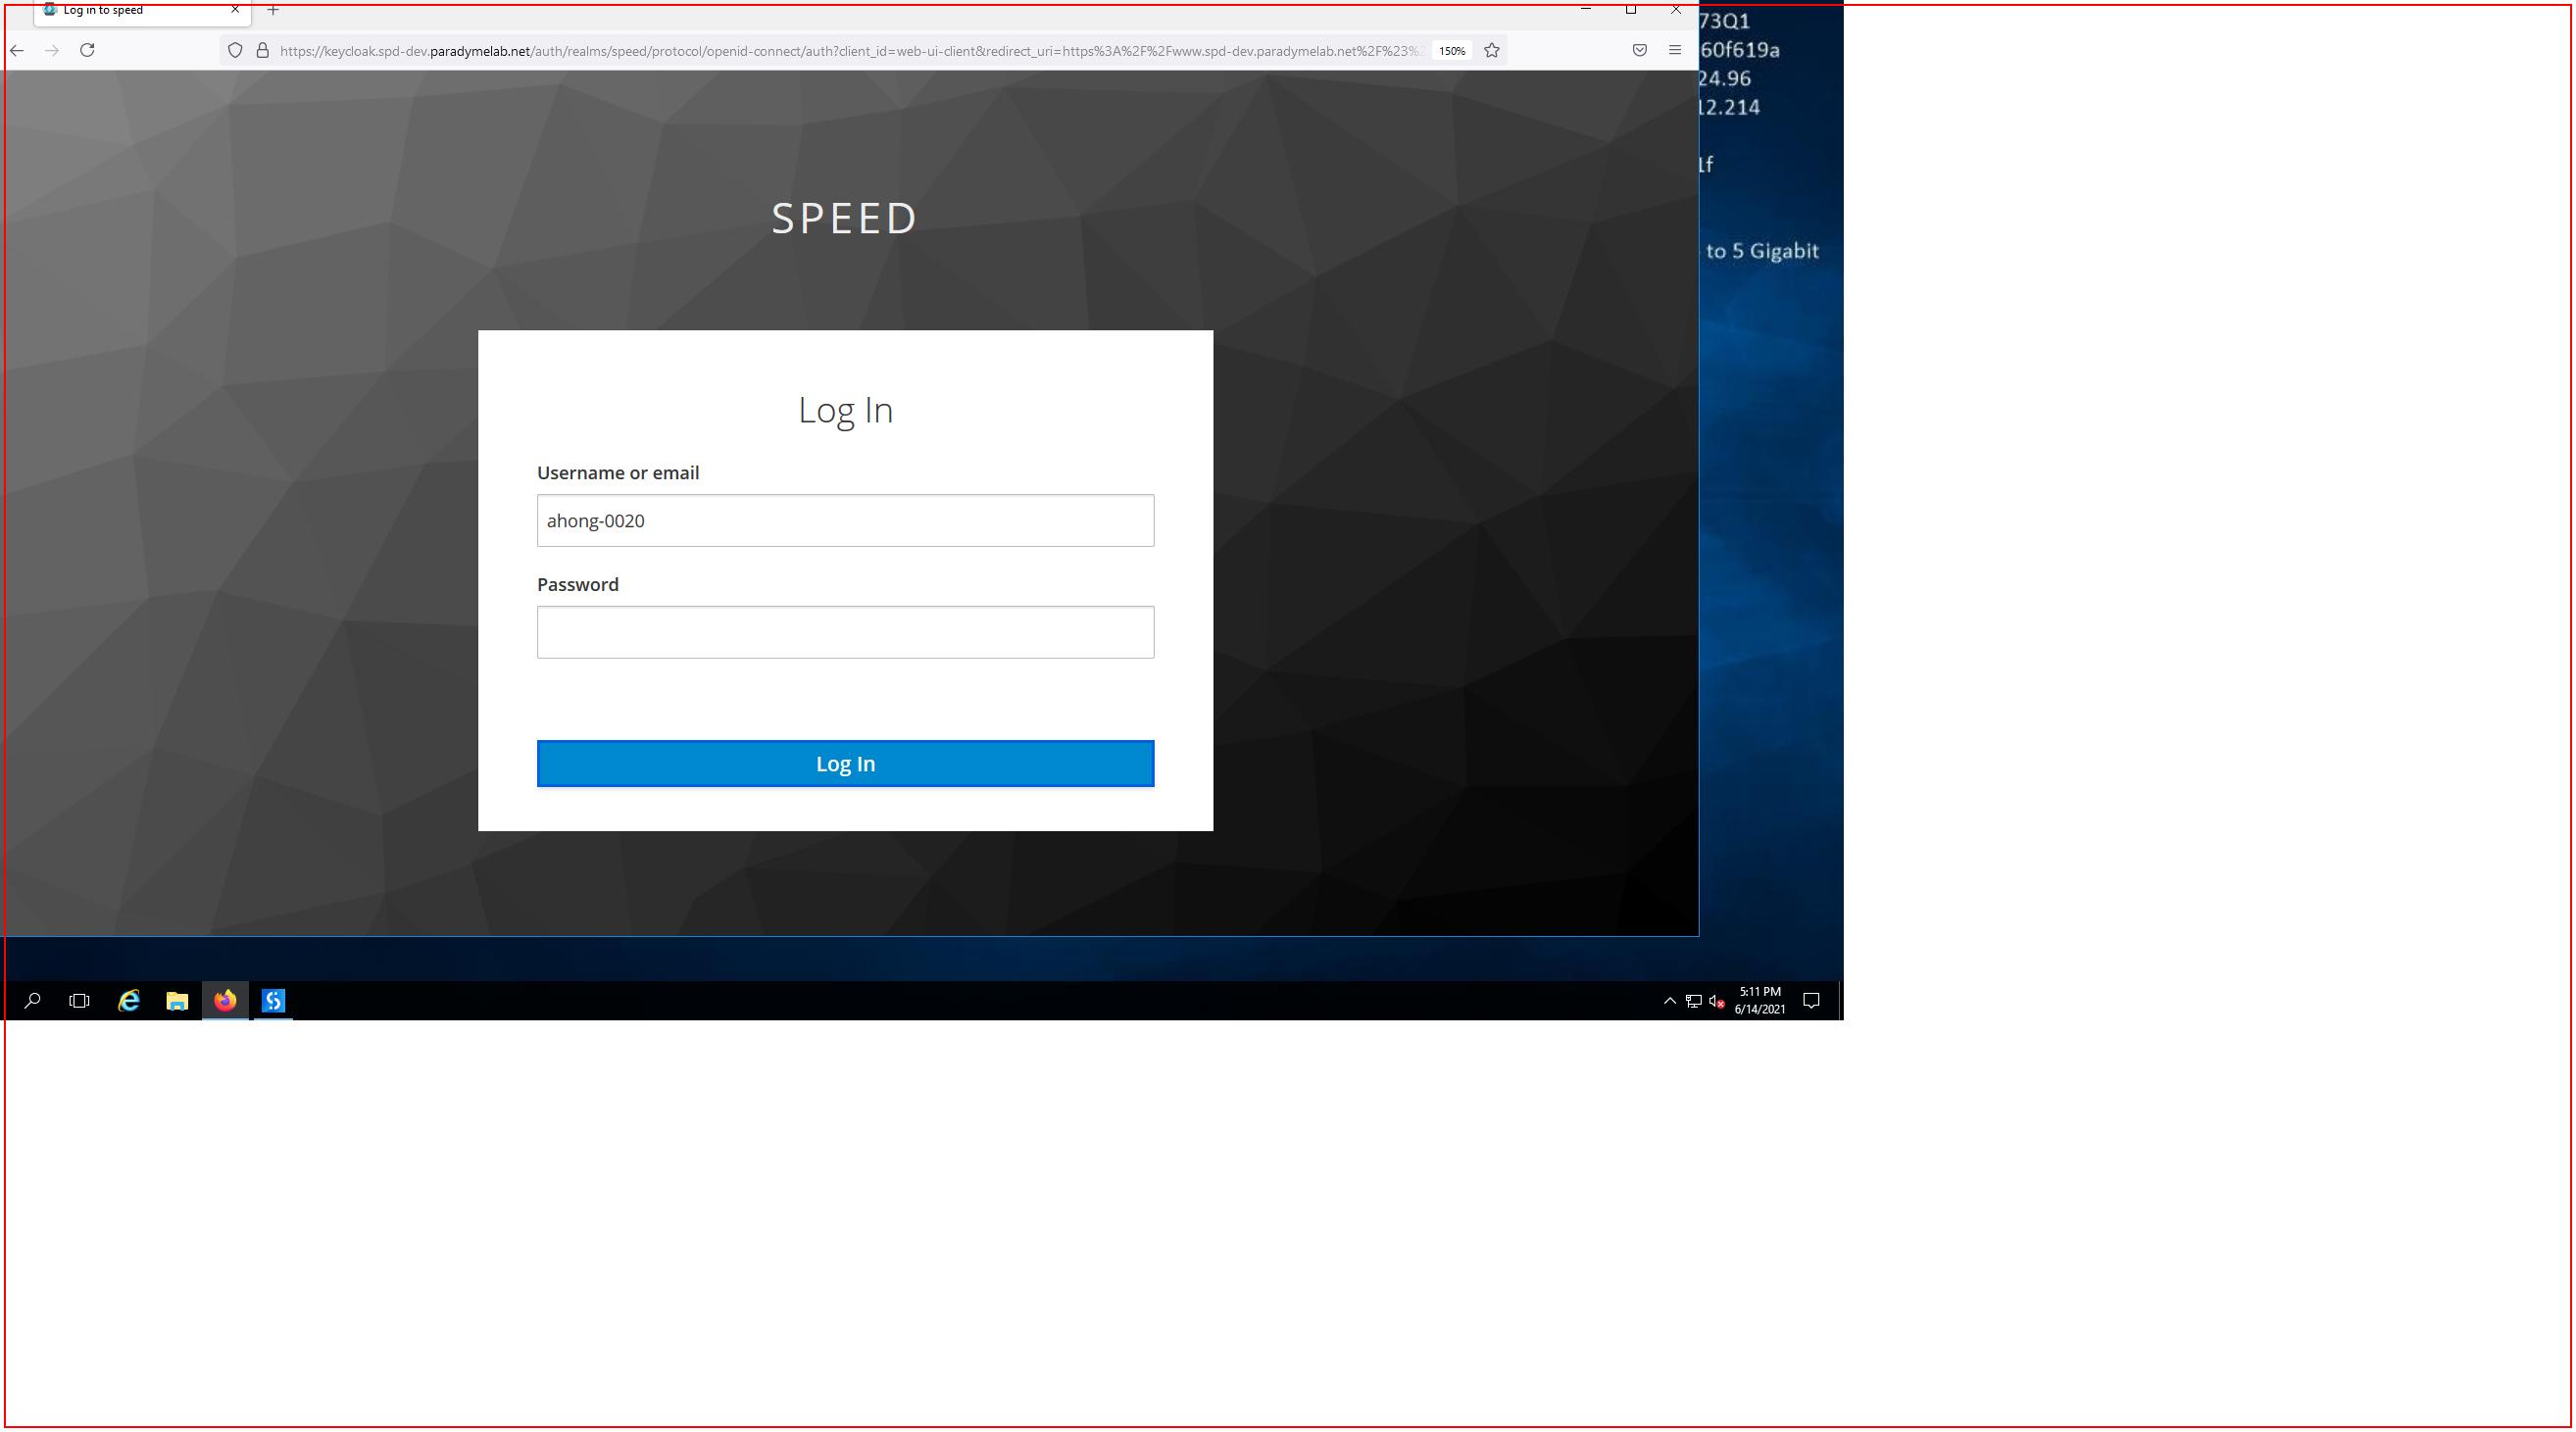 Log in to speed
https://keycloak.spd-dev.paradymelab.net/auth/realms/speed/protocol/openid-connect/auth?client_id=web-ui-client&redirect_uri=https%3A%2F%2Fwww.spd-dev.paradymelab.net%2F%23%2
150%
73Q1
60f619a
24.96
12.214
1f
to 5 Gigabit
SPEED
Log In
Username or email
ahong-0020
Password
Log In
5:11 PM
6/14/2021